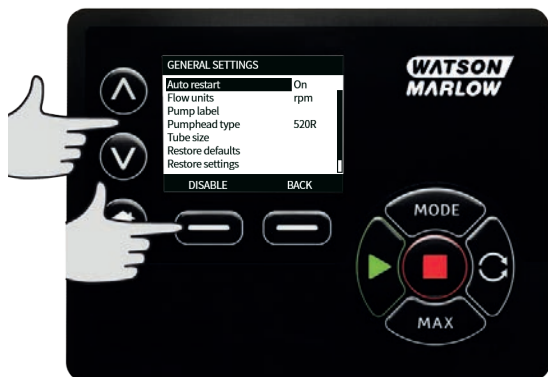 GENERAL SETTINGS
Auto restart On
Flow units rpm
Pump label
Pumphead type 520R
Tube size
Restore defaults
Restore settings
DISABLE BACK
WATSON
MARLOW
MODE
MAX